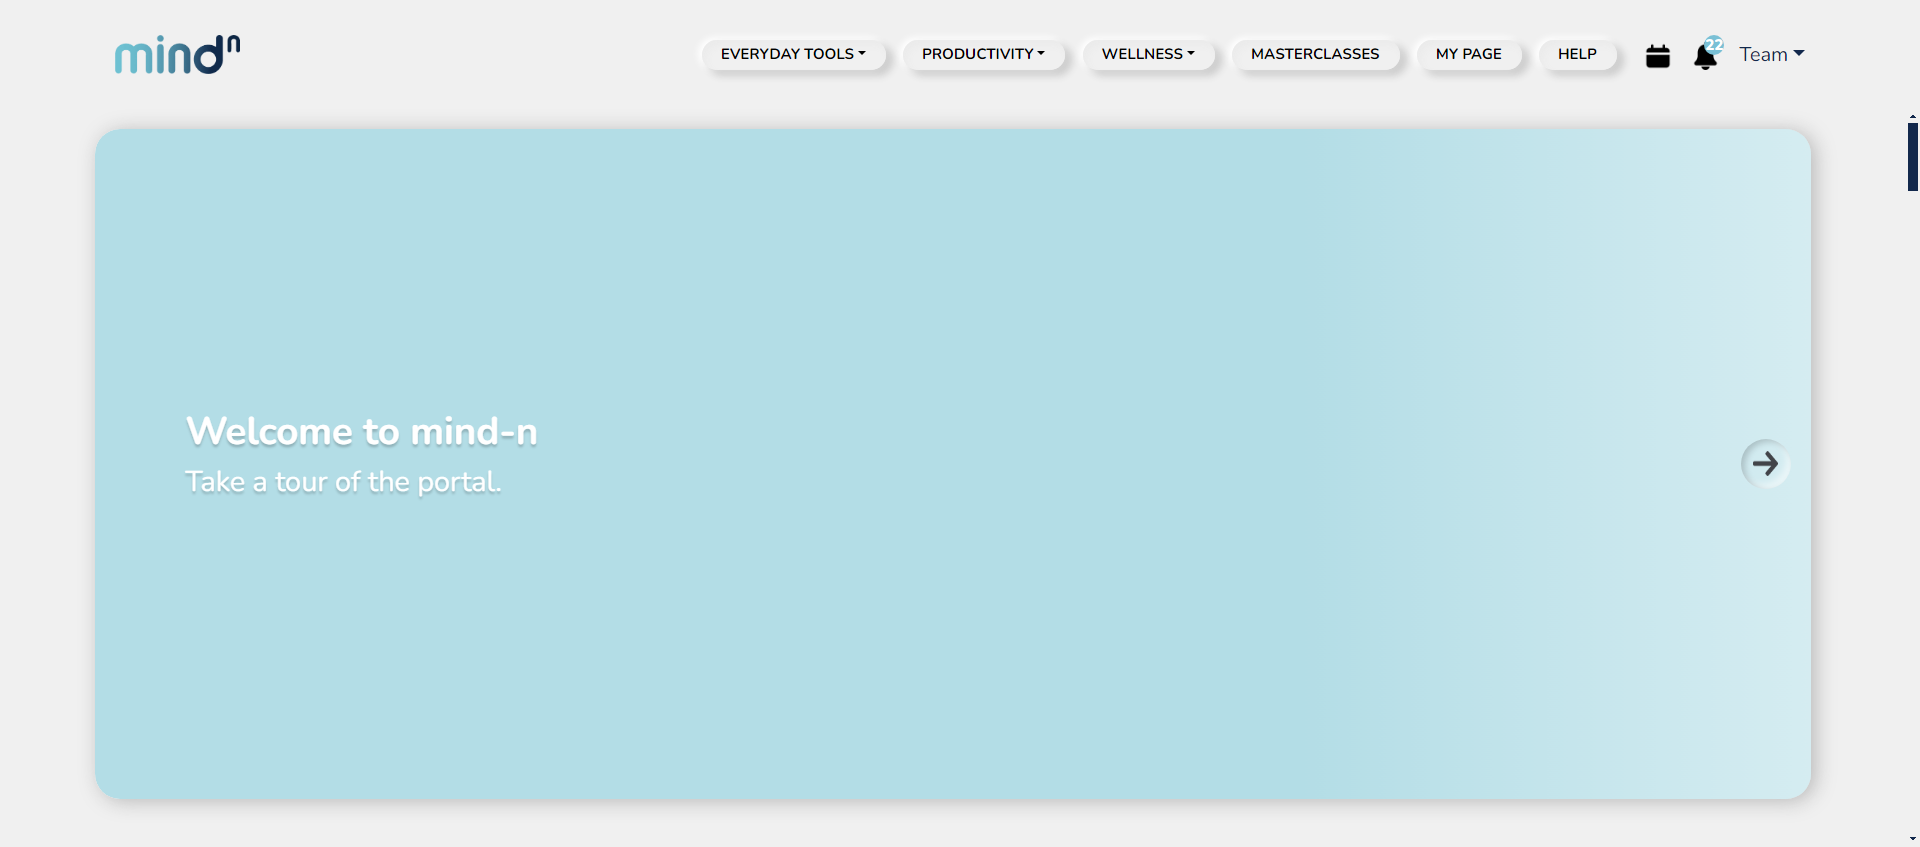 mind^n
EVERYDAY TOOLS
PRODUCTIVITY
WELLNESS
MASTERCLASSES
MY PAGE
HELP
22
Team
Welcome to mind-n
Take a tour of the portal.